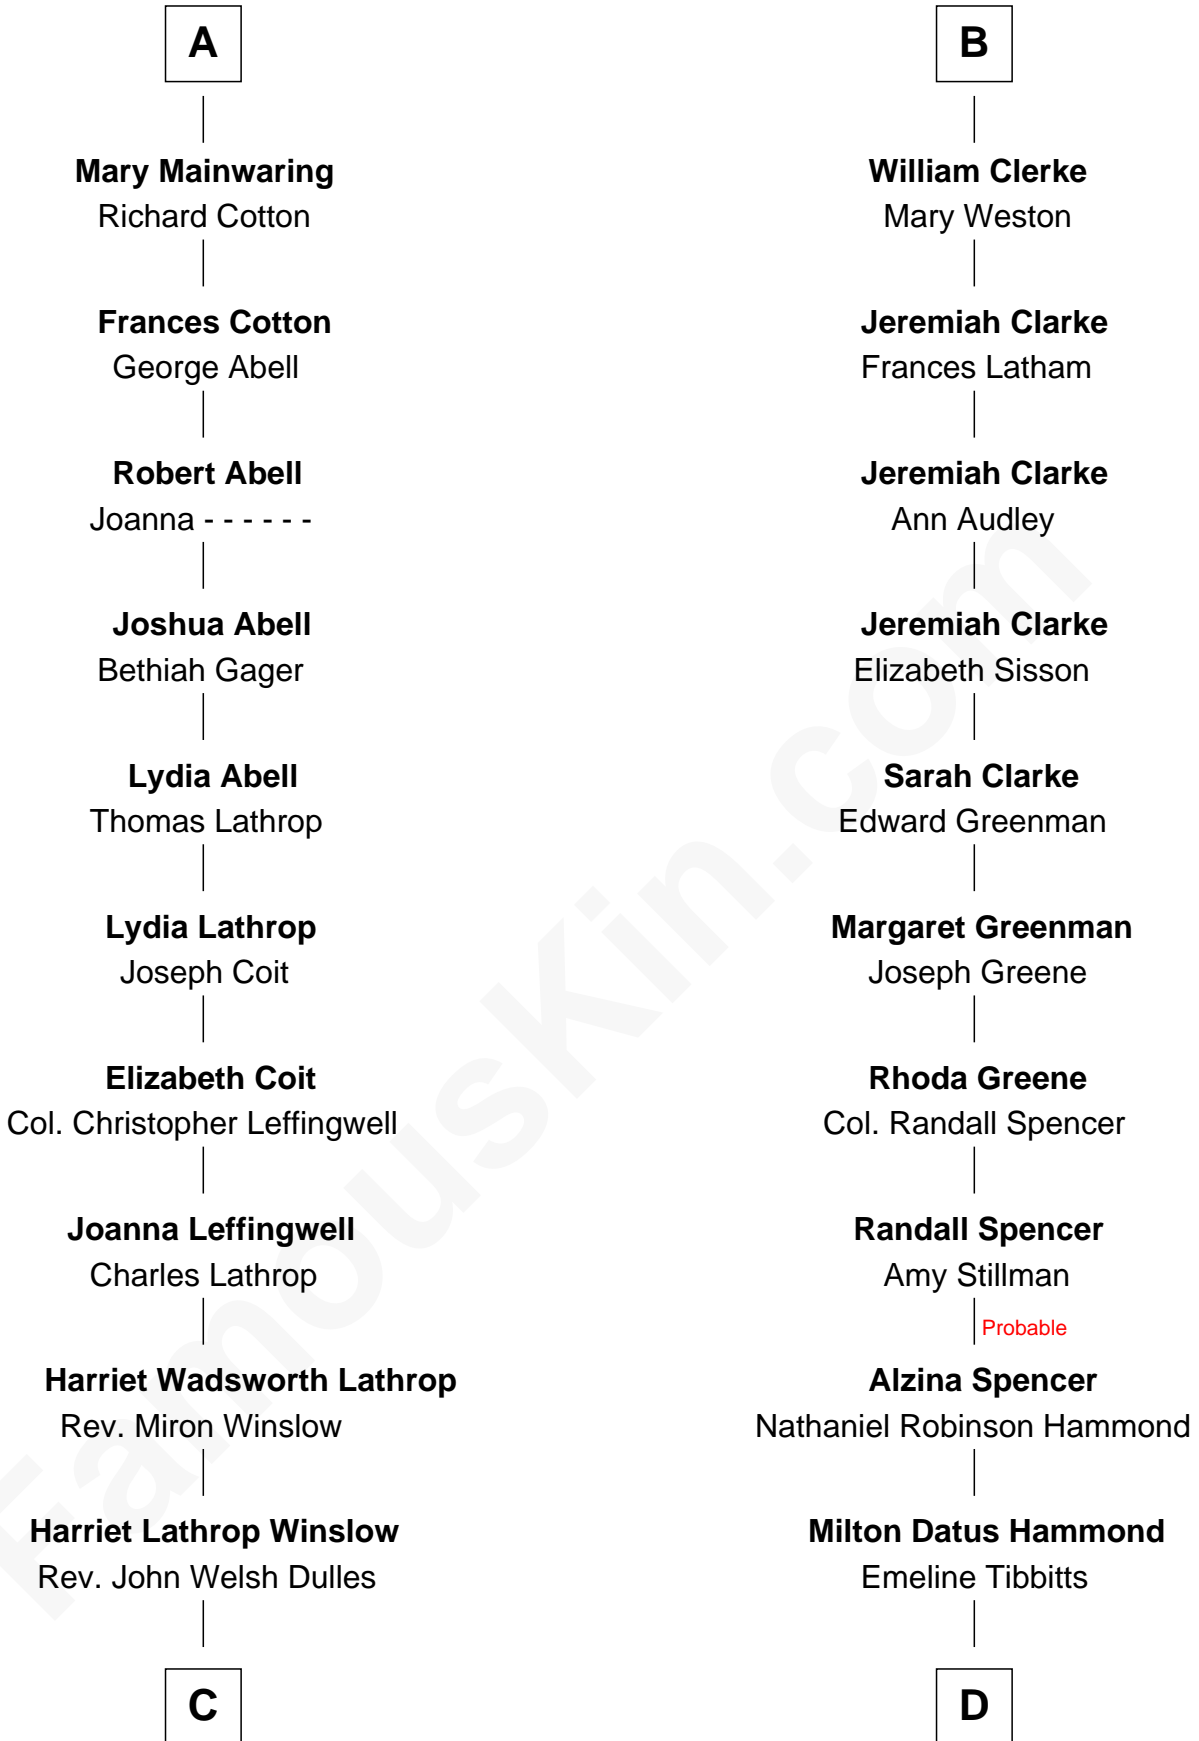 A
Mary Mainwaring
Richard Cotton
Frances Cotton
George Abell
Robert Abell
Joanna - - - - - -
Joshua Abell
Bethiah Gager
Lydia Abell
Thomas Lathrop
Lydia Lathrop
Joseph Coit
Elizabeth Coit
Col. Christopher Leffingwell
Joanna Leffingwell
Charles Lathrop
Harriet Wadsworth Lathrop
Rev. Miron Winslow
Harriet Lathrop Winslow
Rev. John Welsh Dulles
C
B
William Clerke
Mary Weston
Jeremiah Clarke
Frances Latham
Jeremiah Clarke
Ann Audley
Jeremiah Clarke
Elizabeth Sisson
Sarah Clarke
Edward Greenman
Margaret Greenman
Joseph Greene
Rhoda Greene
Col. Randall Spencer
Randall Spencer
Amy Stillman
Probable
Alzina Spencer
Nathaniel Robinson Hammond
Milton Datus Hammond
Emeline Tibbitts
D
FamousKin.com